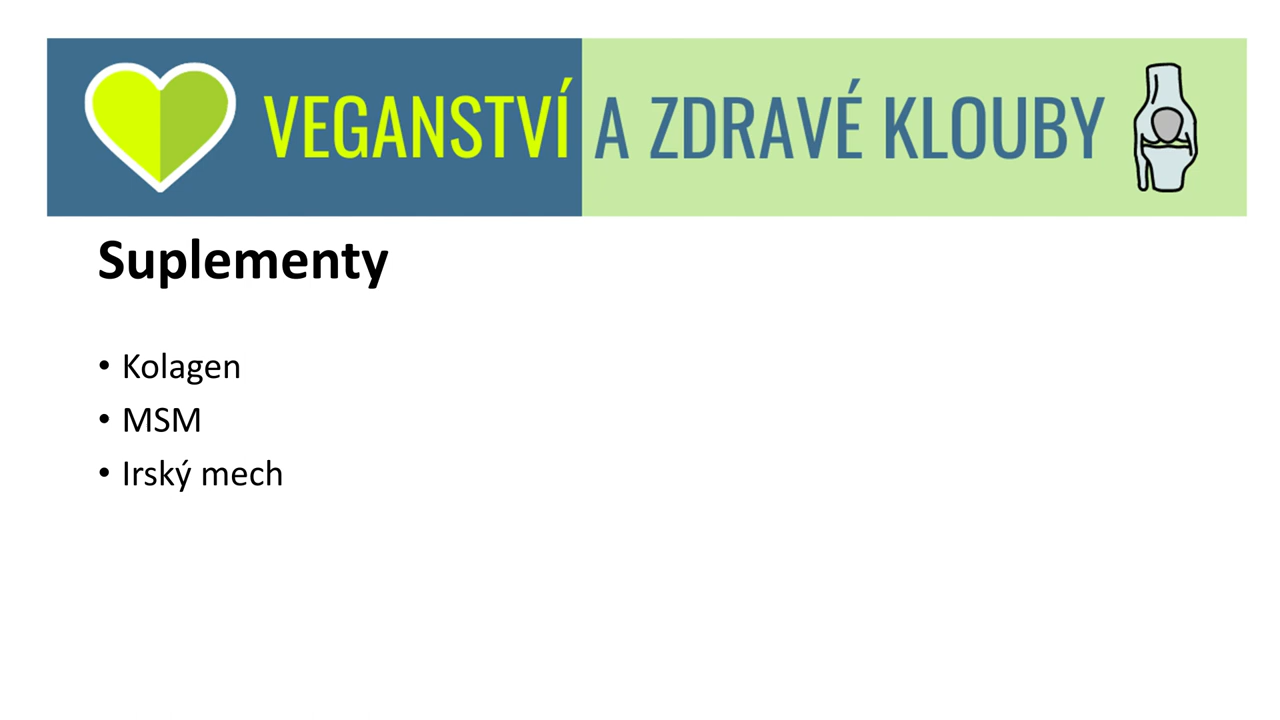 VEGANSTVÍ A ZDRAVÉ KLOUBY
Suplementy
• Kolagen
• MSM
• Irský mech